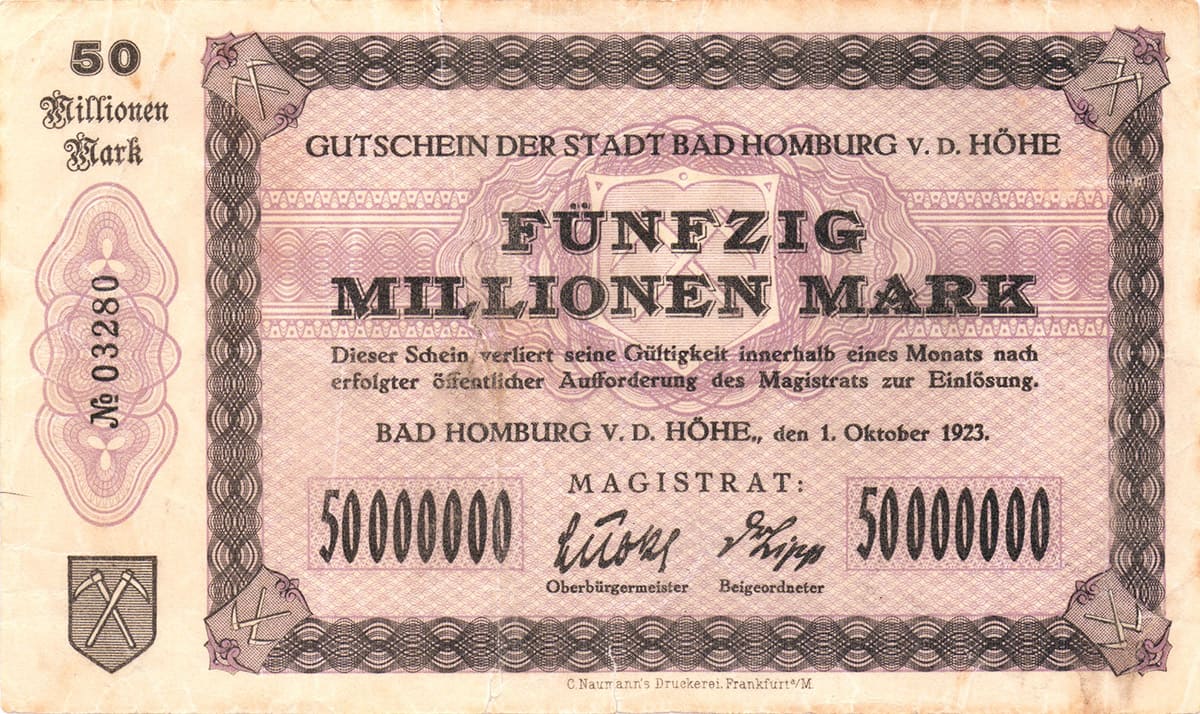 50
Millionen
Mark
№ 03280
GUTSCHEIN DER STADT BAD HOMBURG V. D. HÖHE
FÜNFZIG
MILLIONEN MARK
Dieser Schein verliert seine Gültigkeit innerhalb eines Monats nach
erfolgter öffentlicher Aufforderung des Magistrats zur Einlösung.
BAD HOMBURG V. D. HÖHE., den 1. Oktober 1923.
MAGISTRAT:
50000000
50000000
Oberbürgermeister
Beigeordneter
C. Naumann's Druckerei. Frankfurt a/M.